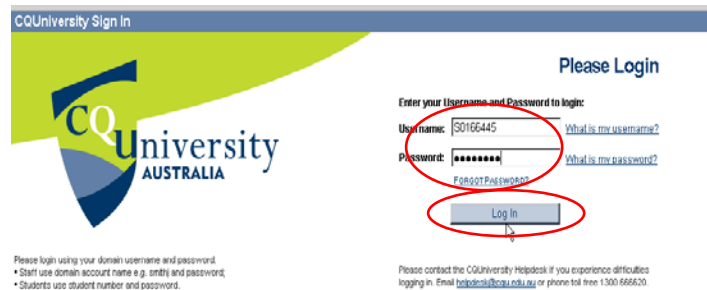 CQUniversity Sign In
Please Login
Enter your Username and Password to login:
Username: S0166445 What is my username?
Password: ●●●●●●●● What is my password?
FORGOT PASSWORD?
Log In
CQUniversity
AUSTRALIA
Please login using your domain username and password.
• Staff use domain account name e.g. smithj and password;
• Students use student number and password.
Please contact the CQUniversity Helpdesk if you experience difficulties
logging in. Email helpdesk@cqu.edu.au or phone toll free 1300 666620.